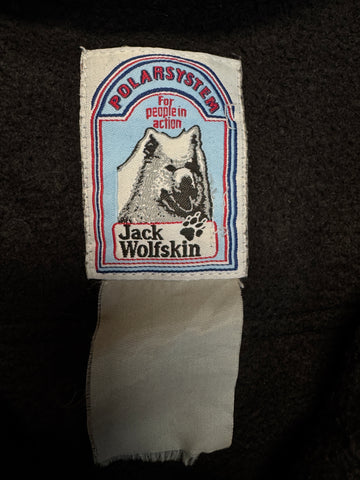 POLARSYSTEM
For
people in
action
Jack
Wolfskin